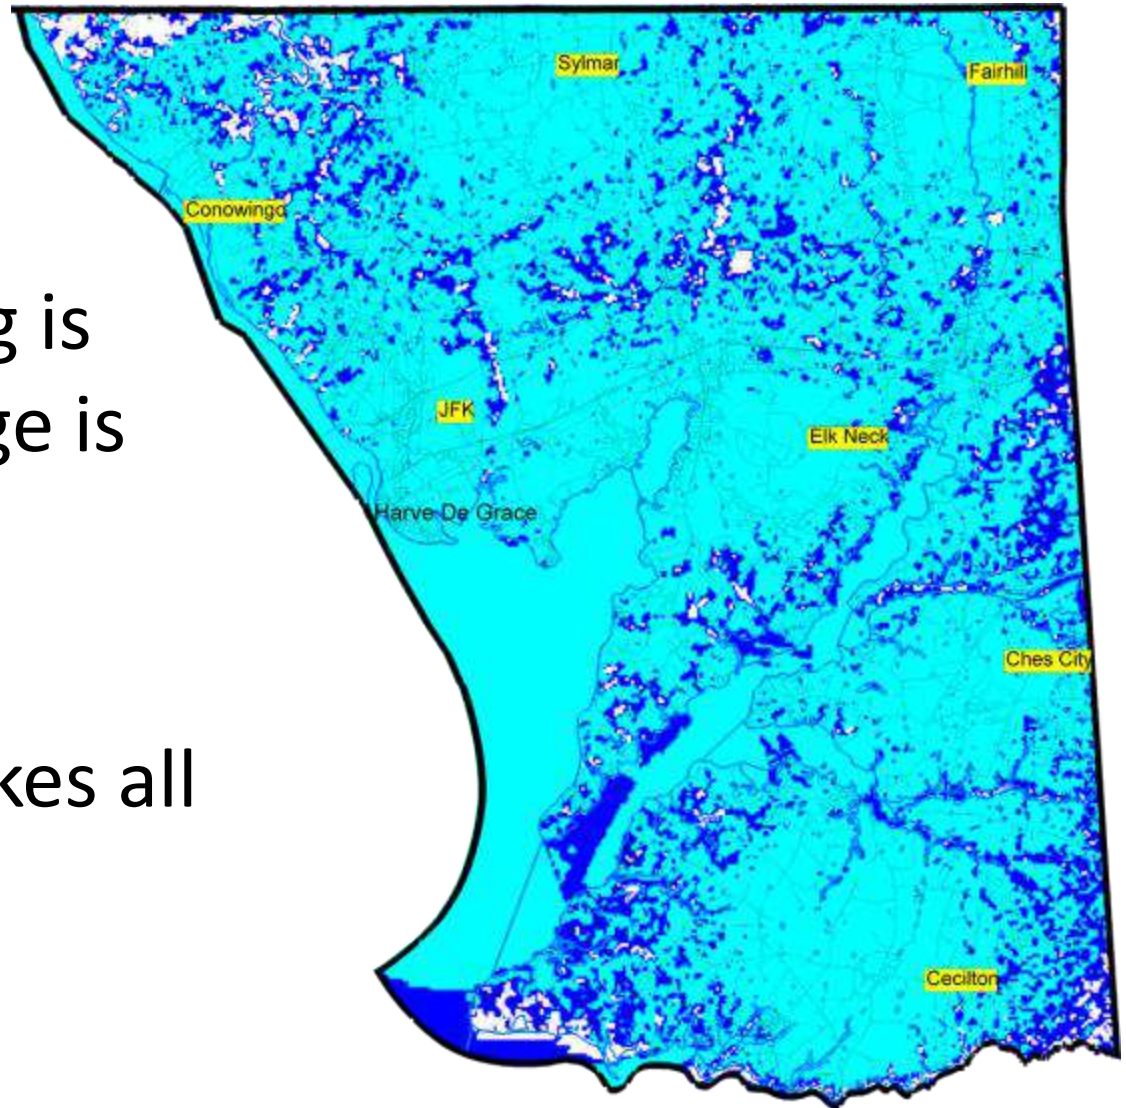 Sylmar
Fairhill
Conowingo
g is
JFK
ge is
Elk Neck
Harve De Grace
Ches City
kes all
Cecilton